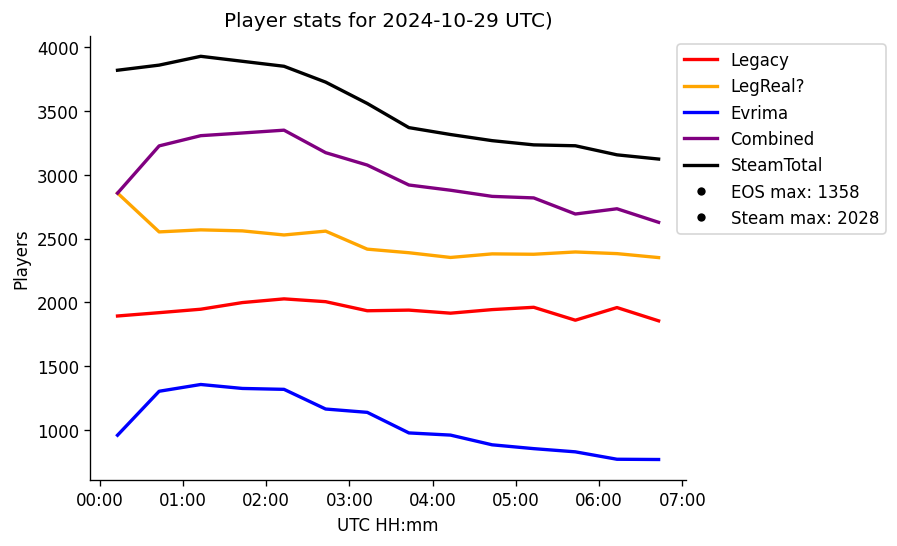 Player stats for 2024-10-29 UTC)
Legacy
LegReal?
Evrima
Combined
SteamTotal
EOS max: 1358
Steam max: 2028
Players
4000
3500
3000
2500
2000
1500
1000
00:00 01:00 02:00 03:00 04:00 05:00 06:00 07:00
UTC HH:mm